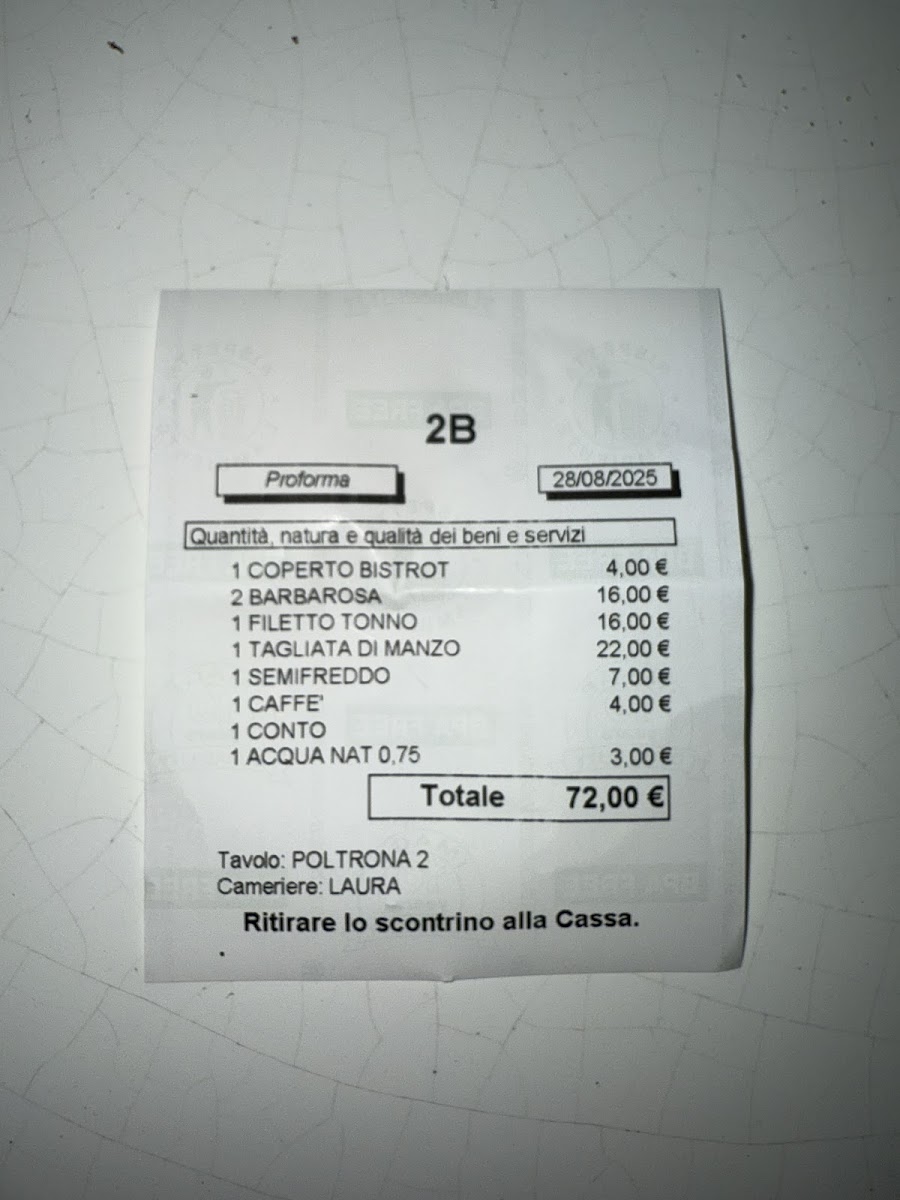 2B
Proforma 28/08/2025
Quantità, natura e qualità dei beni e servizi
1 COPERTO BISTROT 4,00 €
2 BARBAROSA 16,00 €
1 FILETTO TONNO 16,00 €
1 TAGLIATA DI MANZO 22,00 €
1 SEMIFREDDO 7,00 €
1 CAFFE' 4,00 €
1 CONTO
1 ACQUA NAT 0,75 3,00 €
Totale 72,00 €
Tavolo: POLTRONA 2
Cameriere: LAURA
Ritirare lo scontrino alla Cassa.
.